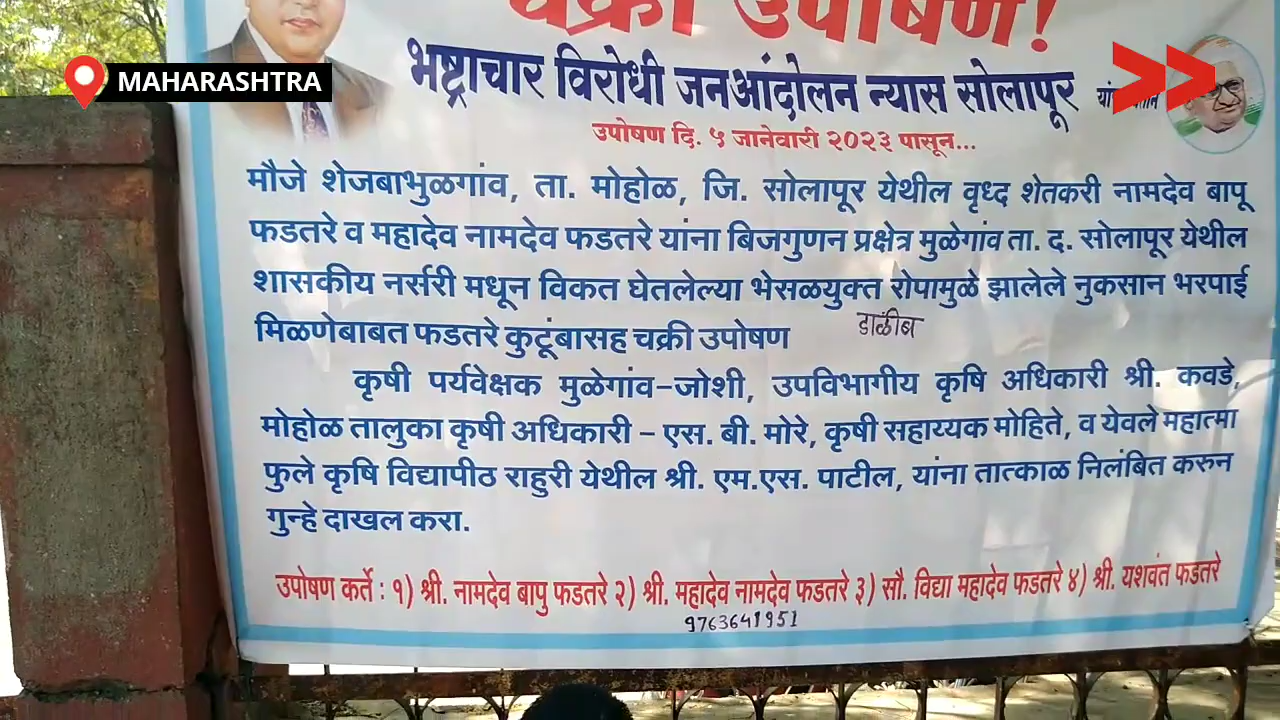 चक्री उपोषण!
MAHARASHTRA
भ्रष्टाचार विरोधी जनआंदोलन न्यास सोलापूर
उपोषण दि. ५ जानेवारी २०२३ पासून...
मौजे शेजबाभुळगांव, ता. मोहोळ, जि. सोलापूर येथील वृध्द शेतकरी नामदेव बापू
फडतरे व महादेव नामदेव फडतरे यांना बिजगुणन प्रक्षेत्र मुळेगांव ता. द. सोलापूर येथील
शासकीय नर्सरी मधून विकत घेतलेल्या भेसळयुक्त रोपामुळे झालेले नुकसान भरपाई
मिळणेबाबत फडतरे कुटूंबासह चक्री उपोषण
डाळींब
कृषी पर्यवेक्षक मुळेगांव-जोशी, उपविभागीय कृषि अधिकारी श्री. कवडे,
मोहोळ तालुका कृषी अधिकारी - एस. बी. मोरे, कृषी सहाय्यक मोहिते, व येवले महात्मा
फुले कृषि विद्यापीठ राहुरी येथील श्री. एम.एस. पाटील, यांना तात्काळ निलंबित करुन
गुन्हे दाखल करा.
उपोषण कर्ते : १) श्री. नामदेव बापु फडतरे २) श्री. महादेव नामदेव फडतरे ३) सौ. विद्या महादेव फडतरे ४) श्री. यशवंत फडतरे
9763641951